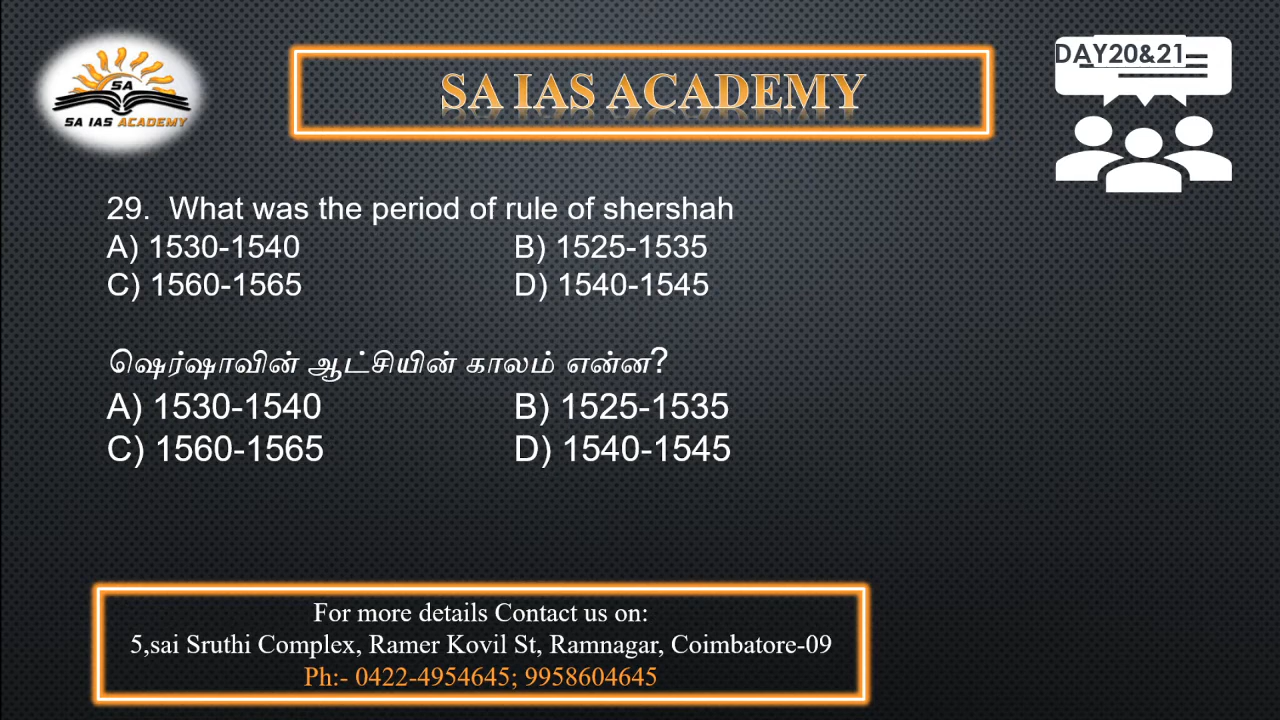 SA
SA IAS ACADEMY
SA IAS ACADEMY
DAY20&21
29.  What was the period of rule of shershah
A) 1530-1540 B) 1525-1535
C) 1560-1565 D) 1540-1545
ஷெர்ஷாவின் ஆட்சியின் காலம் என்ன?
A) 1530-1540 B) 1525-1535
C) 1560-1565 D) 1540-1545
For more details Contact us on:
5,sai Sruthi Complex, Ramer Kovil St, Ramnagar, Coimbatore-09
Ph:- 0422-4954645; 9958604645